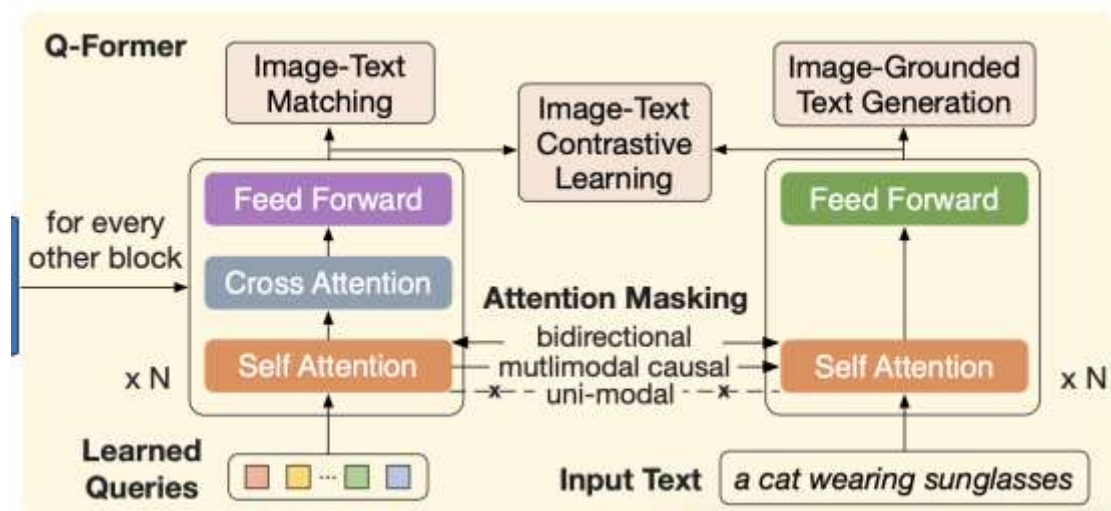 Q-Former
Image-Text
Matching
Image-Text
Contrastive
Learning
Image-Grounded
Text Generation
for every
other block
Feed Forward
Cross Attention
Self Attention
x N
Attention Masking
bidirectional
mutlimodal causal
x uni-modal x
Feed Forward
Self Attention
x N
Learned
Queries
...
Input Text
a cat wearing sunglasses